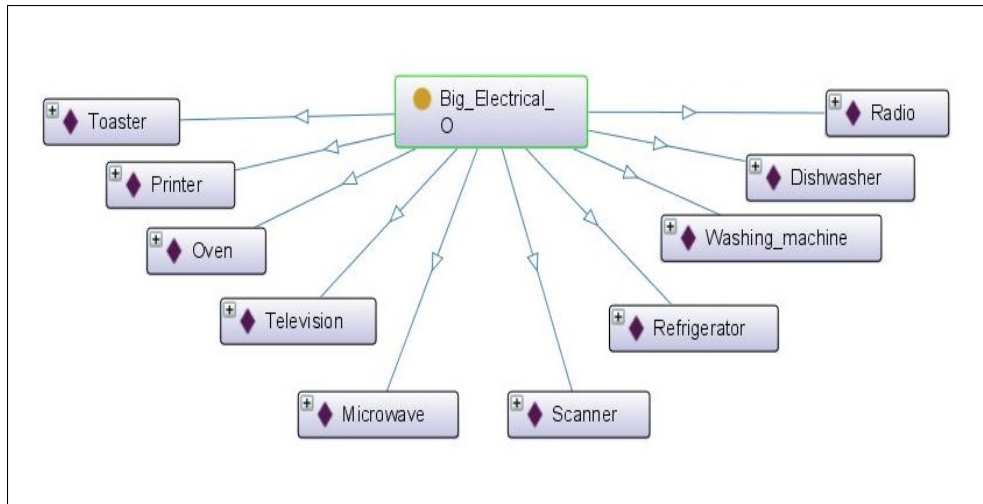 Big_Electrical_
O
Toaster
Radio
Printer
Dishwasher
Oven
Washing_machine
Television
Refrigerator
Microwave
Scanner